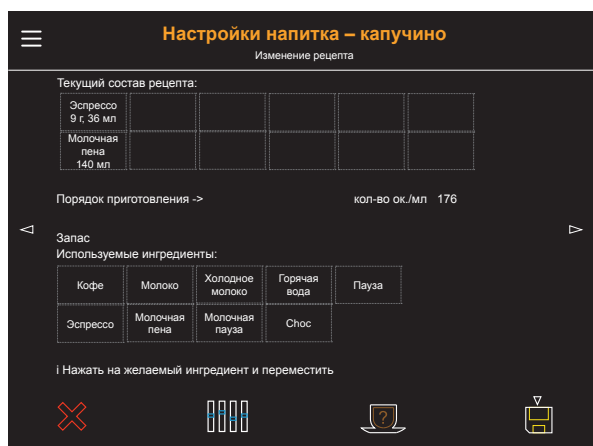 Настройки напитка – капучино
Изменение рецепта
Текущий состав рецепта:
Эспрессо
9 г, 36 мл
Молочная
пена
140 мл
Порядок приготовления -> кол-во ок./мл 176
Запас
Используемые ингредиенты:
Кофе
Молоко
Холодное
молоко
Горячая
вода
Пауза
Эспрессо
Молочная
пена
Молочная
пауза
Choc
i Нажать на желаемый ингредиент и переместить
?